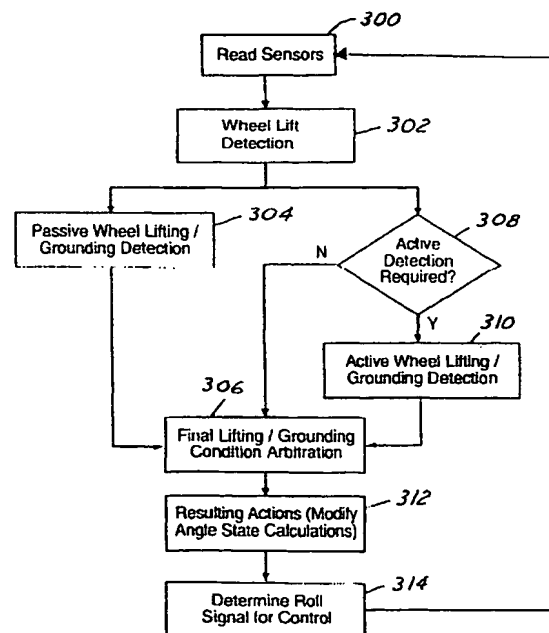 300
Read Sensors
Wheel Lift
Detection
302
Passive Wheel Lifting /
Grounding Detection
304
Active
Detection
Required?
308
N
Y
310
Active Wheel Lifting /
Grounding Detection
306
Final Lifting / Grounding
Condition Arbitration
Resulting Actions (Modify
Angle State Calculations)
312
Determine Roll
Signal for Control
314